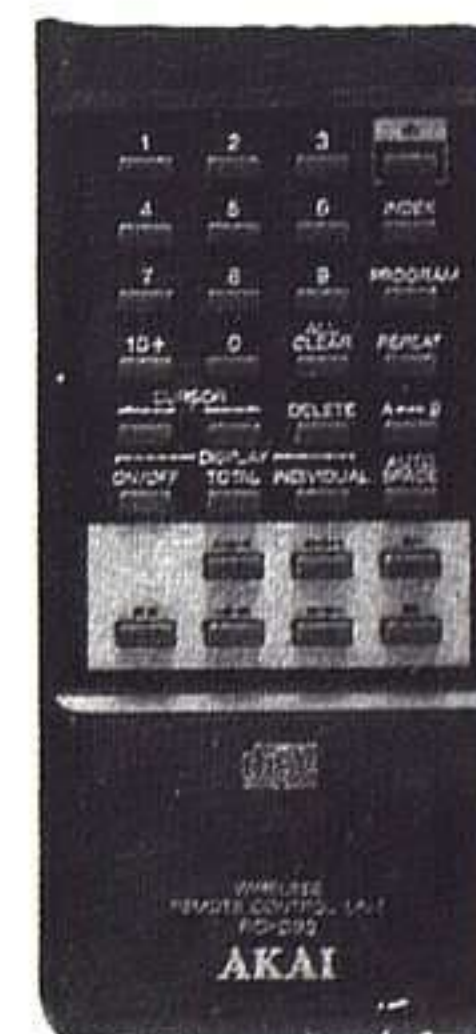 1 2 3
4 5 6 INDEX
7 8 9 PROGRAM
10+ 0 ALL CLEAR REPEAT
CURSOR DELETE A B
DISPLAY
ON/OFF TOTAL INDIVIDUAL AUTO SPACE
disc
WIRELESS
REMOTE CONTROL UNIT
AKAI